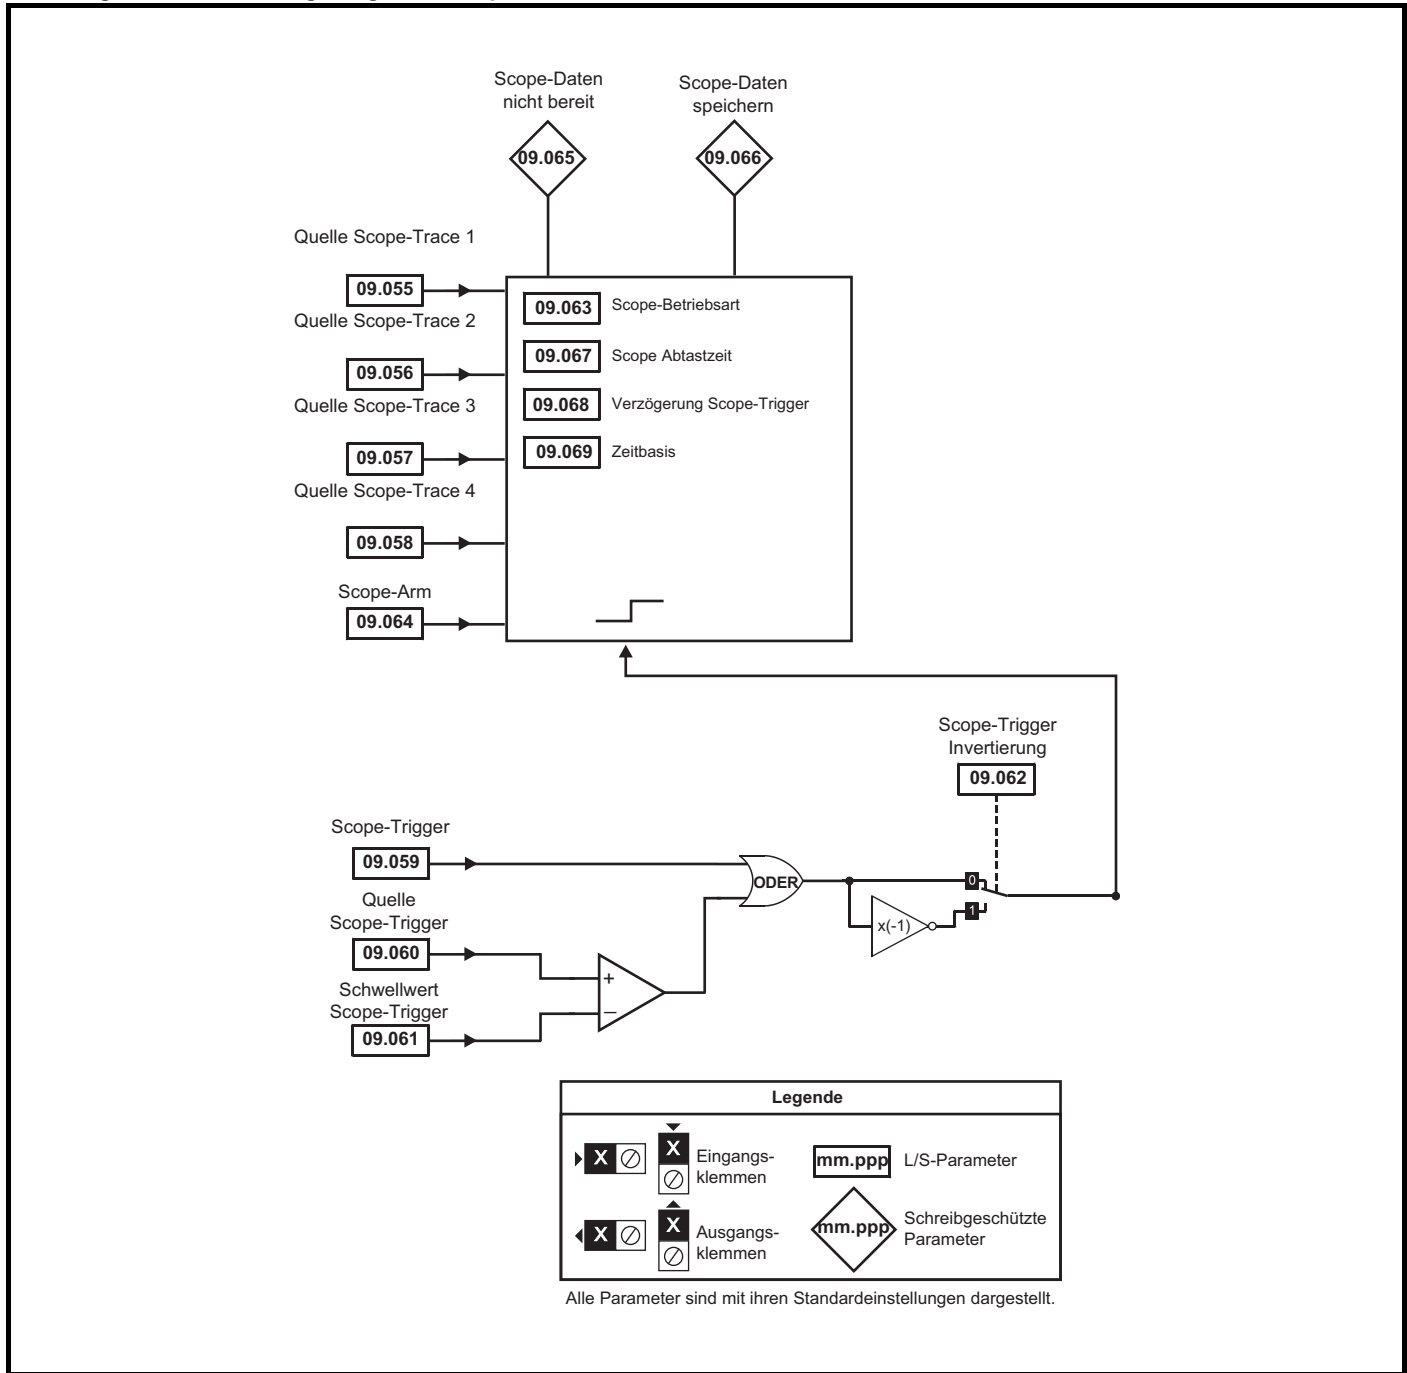 Scope-Daten
nicht bereit
Scope-Daten
speichern
09.065
09.066
Quelle Scope-Trace 1
09.055
Quelle Scope-Trace 2
09.056
Quelle Scope-Trace 3
09.057
Quelle Scope-Trace 4
09.058
Scope-Arm
09.064
09.063 Scope-Betriebsart
09.067 Scope Abtastzeit
09.068 Verzögerung Scope-Trigger
09.069 Zeitbasis
Scope-Trigger
Invertierung
09.062
Scope-Trigger
09.059
Quelle
Scope-Trigger
09.060
Schwellwert
Scope-Trigger
09.061
+
–
ODER
x(-1)
0
1
Legende
X X Eingangs-
klemmen
mm.ppp L/S-Parameter
X X Ausgangs-
klemmen
mm.ppp Schreibgeschützte
Parameter
Alle Parameter sind mit ihren Standardeinstellungen dargestellt.